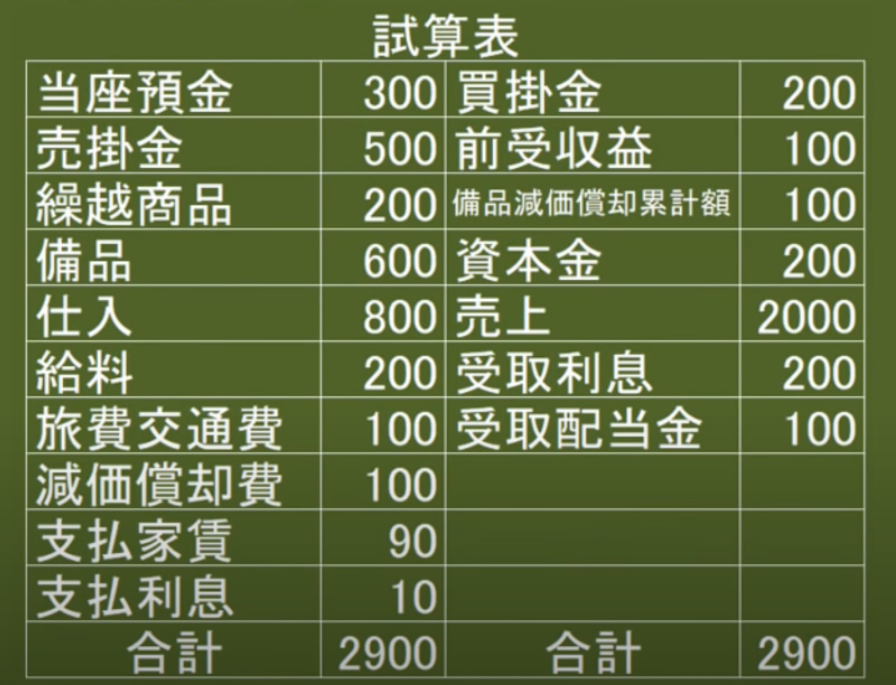 試算表
当座預金 300 買掛金 200
売掛金 500 前受収益 100
繰越商品 200 備品減価償却累計額 100
備品 600 資本金 200
仕入 800 売上 2000
給料 200 受取利息 200
旅費交通費 100 受取配当金 100
減価償却費 100
支払家賃 90
支払利息 10
合計 2900 合計 2900